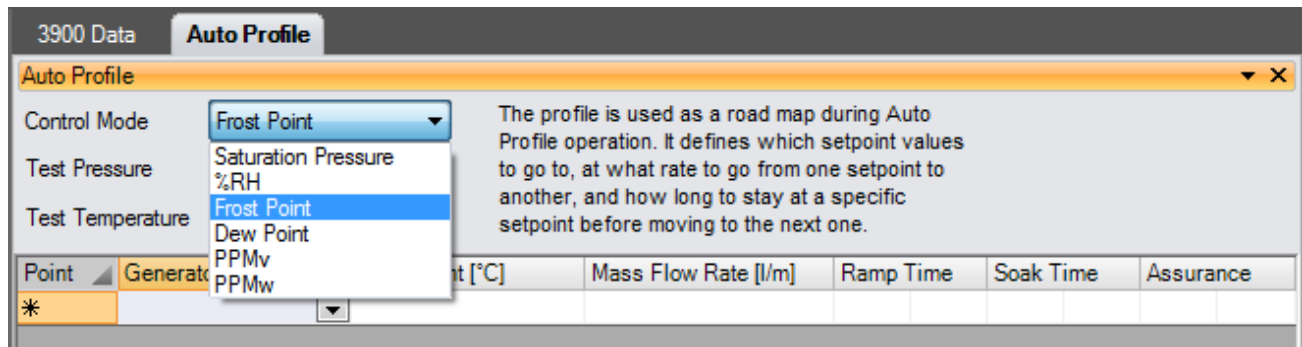 3900 Data
Auto Profile
Auto Profile
Control Mode
Frost Point
The profile is used as a road map during Auto
Profile operation. It defines which setpoint values
to go to, at what rate to go from one setpoint to
another, and how long to stay at a specific
setpoint before moving to the next one.
Test Pressure
Test Temperature
Saturation Pressure
%RH
Frost Point
Dew Point
PPMv
PPMw
Point
[°C]
Mass Flow Rate [l/m]
Ramp Time
Soak Time
Assurance